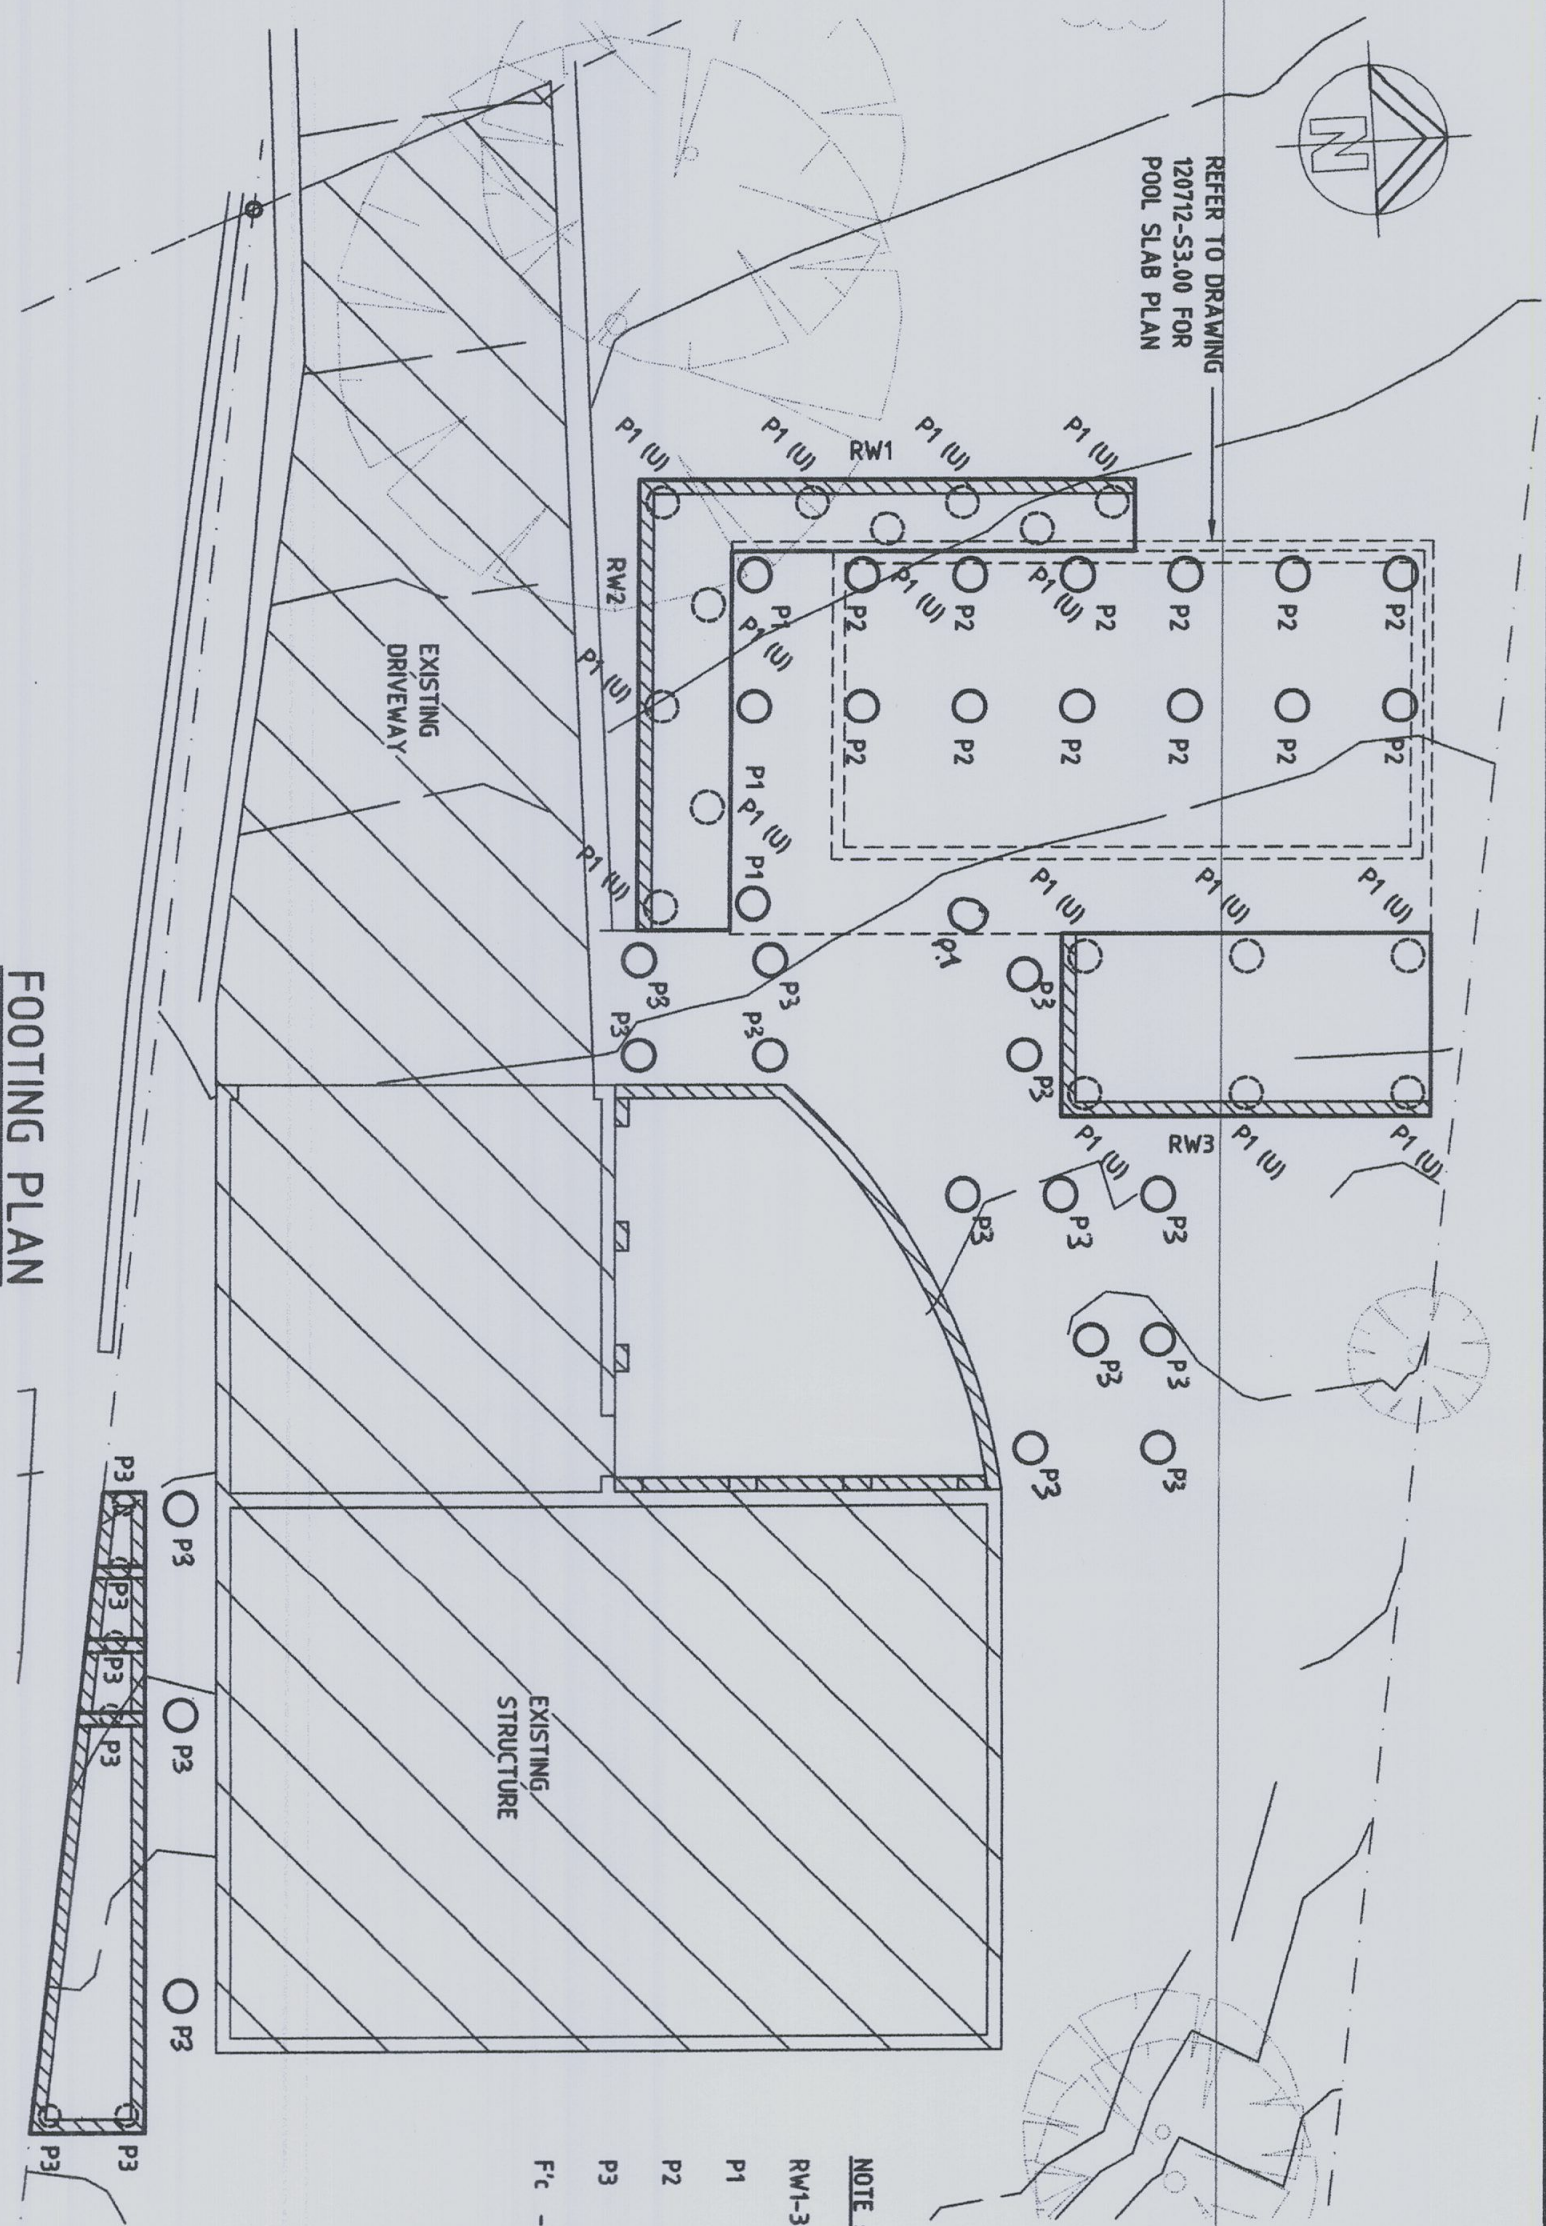 N
REFER TO DRAWING
120712-S3.00 FOR
POOL SLAB PLAN
P1 (U)
P1 (U)
P1 (U)
P1 (U)
RW1
P2
P2
P2
P2
P2
P2
P1 (U)
P1 (U)
P1
P1 (U)
RW2
P1 (U)
P2
P2
P2
P2
P2
P2
P1
P1 (U)
P1
P1 (U)
EXISTING
DRIVEWAY
P1 (U)
P1 (U)
P1 (U)
P1
P3
P3
P3
P3
P3
P3
P1 (U)
RW3
P1 (U)
P1 (U)
P3
P3
P3
P3
P3
P3
P3
EXISTING
STRUCTURE
P3
P3
P3
P3
P3
P3
P3
P3
P3
FOOTING PLAN
NOTE
RW1-3
P1
P2
P3
F'c -